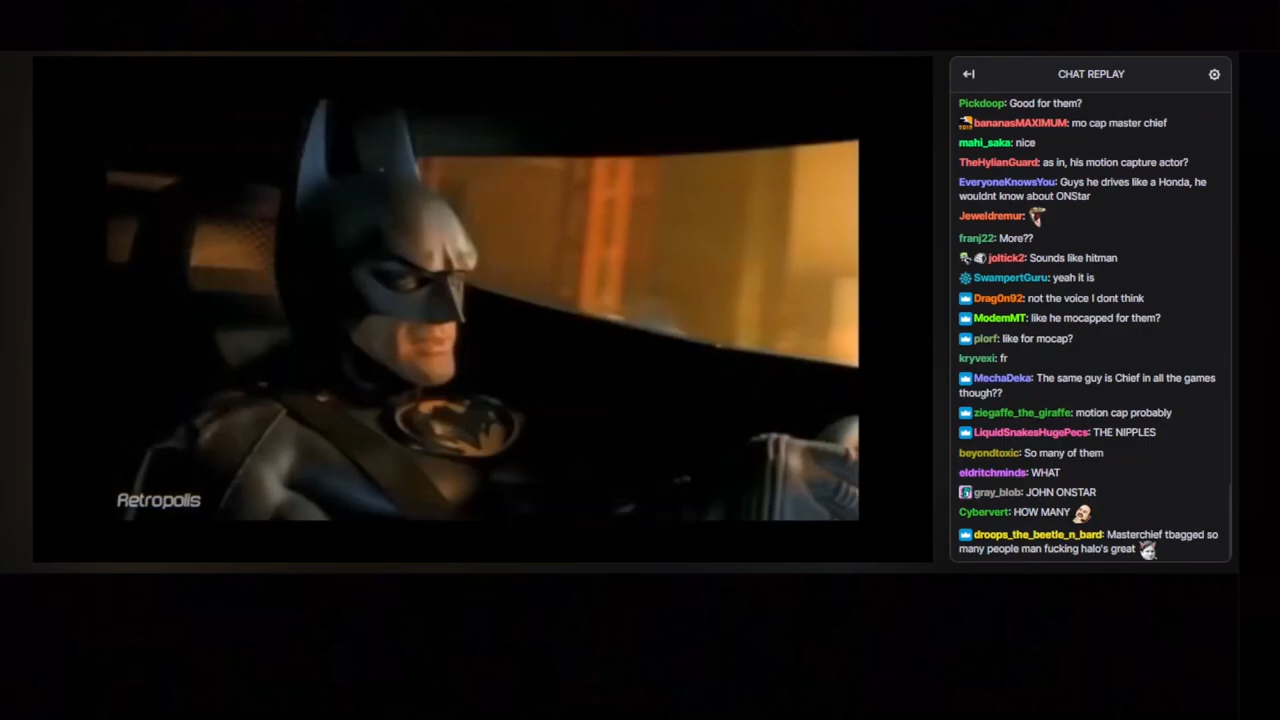 CHAT REPLAY
Pickdoop: Good for them?
bananasMAXIMUM: mo cap master chief
mahi_saka: nice
TheHylianGuard: as in, his motion capture actor?
EveryoneKnowsYou: Guys he drives like a Honda, he
wouldnt know about ONStar
Jeweldremur:
franj22: More??
joltick2: Sounds like hitman
SwampertGuru: yeah it is
Drag0n92: not the voice I dont think
ModemMT: like he mocapped for them?
plorf: like for mocap?
kryvexi: fr
MechaDeka: The same guy is Chief in all the games
though??
ziegaffe_the_giraffe: motion cap probably
LiquidSnakesHugePecs: THE NIPPLES
beyondtoxic: So many of them
eldritchminds: WHAT
gray_blob: JOHN ONSTAR
Cybervert: HOW MANY
droops_the_beetle_n_bard: Masterchief tbagged so
many people man fucking halo's great
Retropolis